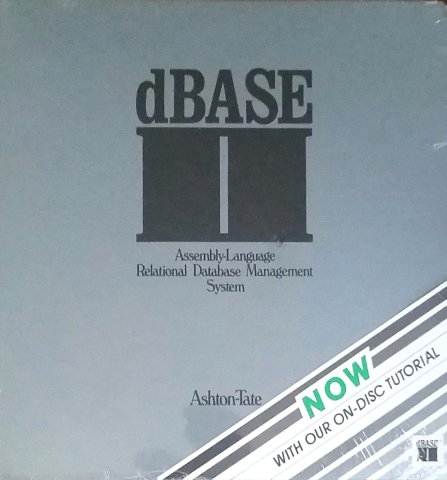 dBASE
II
Assembly-Language
Relational Database Management
System
Ashton-Tate
NOW
WITH OUR ON-DISC TUTORIAL
dBASE
II